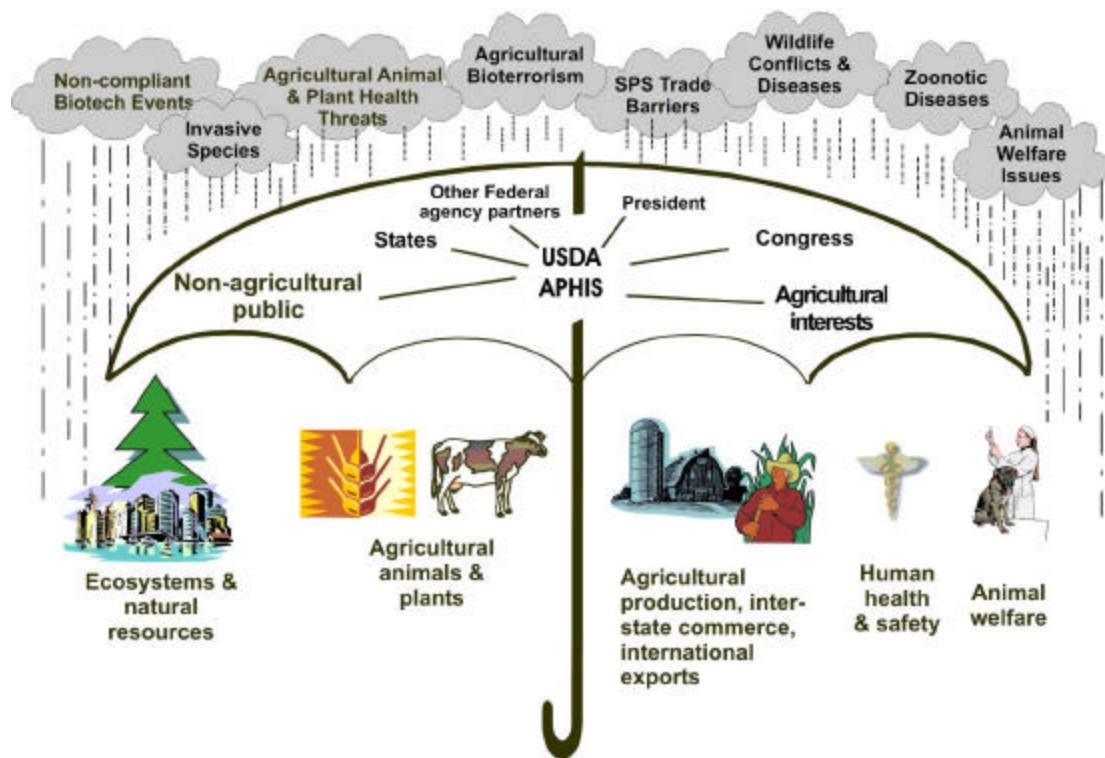 Non-compliant
Biotech Events
Invasive
Species
Agricultural Animal
& Plant Health
Threats
Agricultural
Bioterrorism
SPS Trade
Barriers
Wildlife
Conflicts &
Diseases
Zoonotic
Diseases
Animal
Welfare
Issues
Other Federal
agency partners
President
States
USDA
APHIS
Congress
Non-agricultural
public
Agricultural
interests
Ecosystems &
natural
resources
Agricultural
animals &
plants
Agricultural
production, inter-
state commerce,
international
exports
Human
health
& safety
Animal
welfare